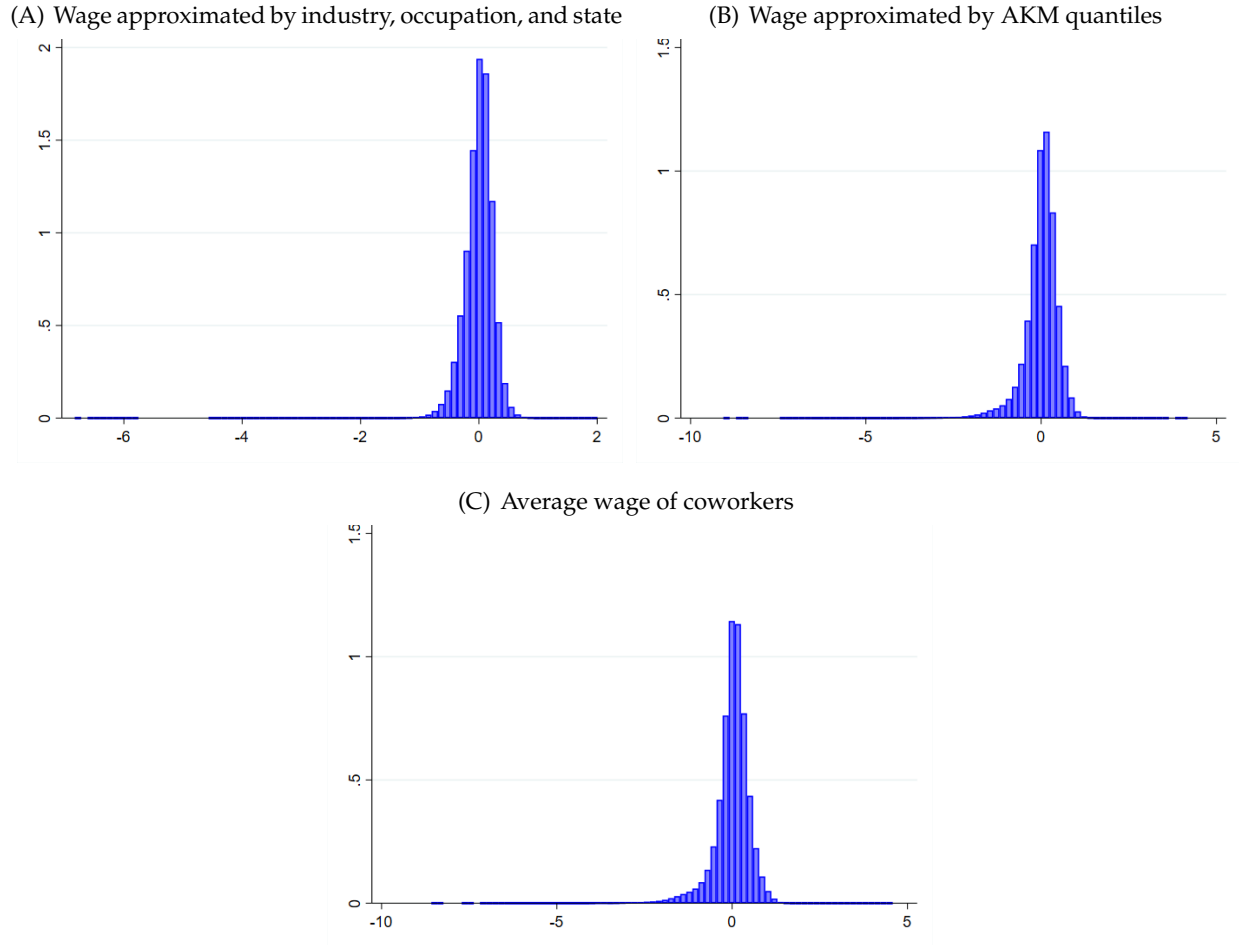 (A) Wage approximated by industry, occupation, and state
2
1.5
1
.5
0
-6 -4 -2 0 2
(B) Wage approximated by AKM quantiles
1.5
1
.5
0
-10 -5 0 5
(C) Average wage of coworkers
1.5
1
.5
0
-10 -5 0 5